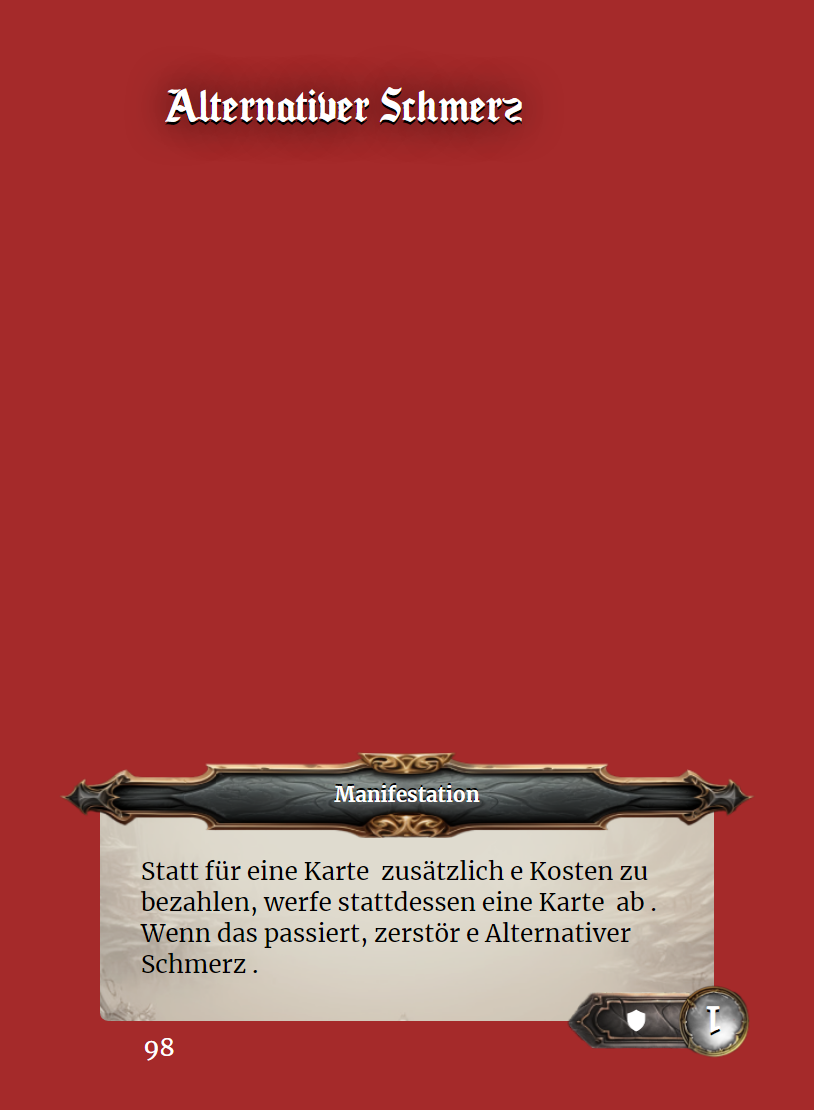 Alternativer Schmerz
Manifestation
Statt für eine Karte  zusätzlich e Kosten zu
bezahlen, werfe stattdessen eine Karte  ab .
Wenn das passiert, zerstör e Alternativer
Schmerz .
1
98